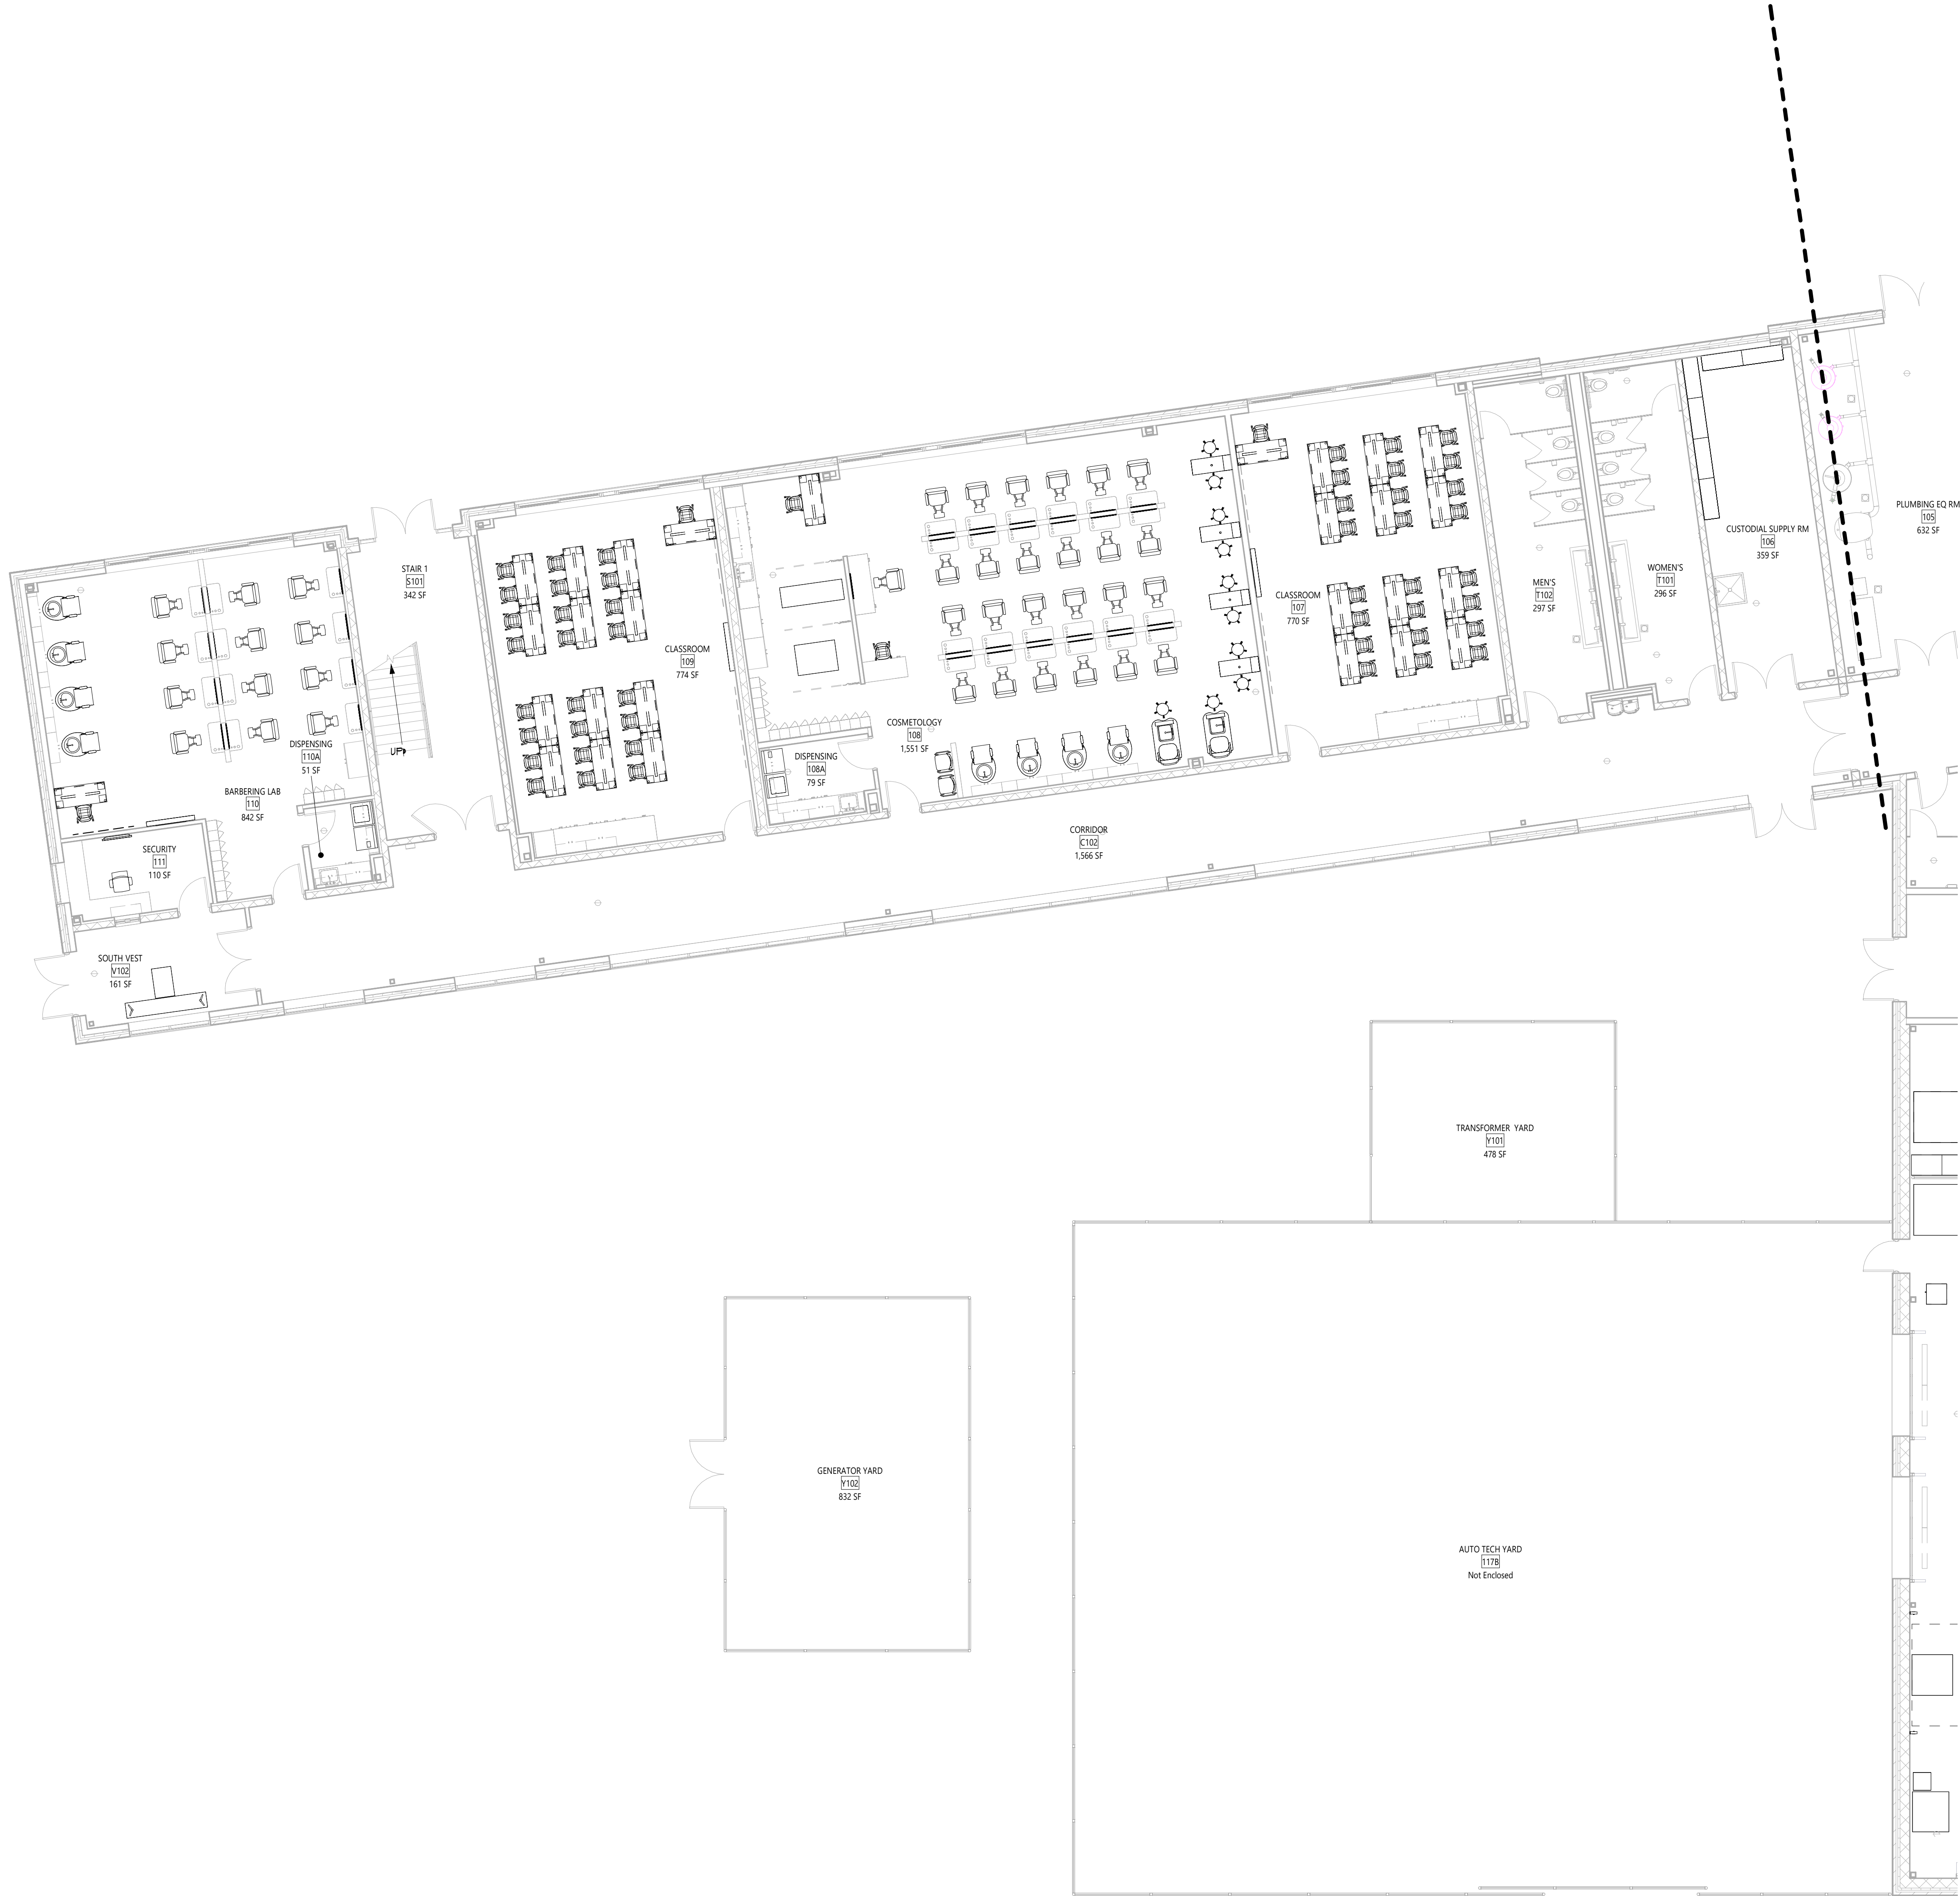 PLUMBING EQ RM
105
632 SF
CUSTODIAL SUPPLY RM
106
359 SF
STAIR 1
S101
342 SF
WOMEN'S
T101
296 SF
MEN'S
T102
297 SF
CLASSROOM
107
770 SF
CLASSROOM
109
774 SF
UP
COSMETOLOGY
108
1,551 SF
DISPENSING
110A
51 SF
DISPENSING
108A
79 SF
BARBERING LAB
110
842 SF
CORRIDOR
C102
1,566 SF
SECURITY
111
110 SF
SOUTH VEST
V102
161 SF
TRANSFORMER YARD
Y101
478 SF
GENERATOR YARD
Y102
832 SF
AUTO TECH YARD
117B
Not Enclosed